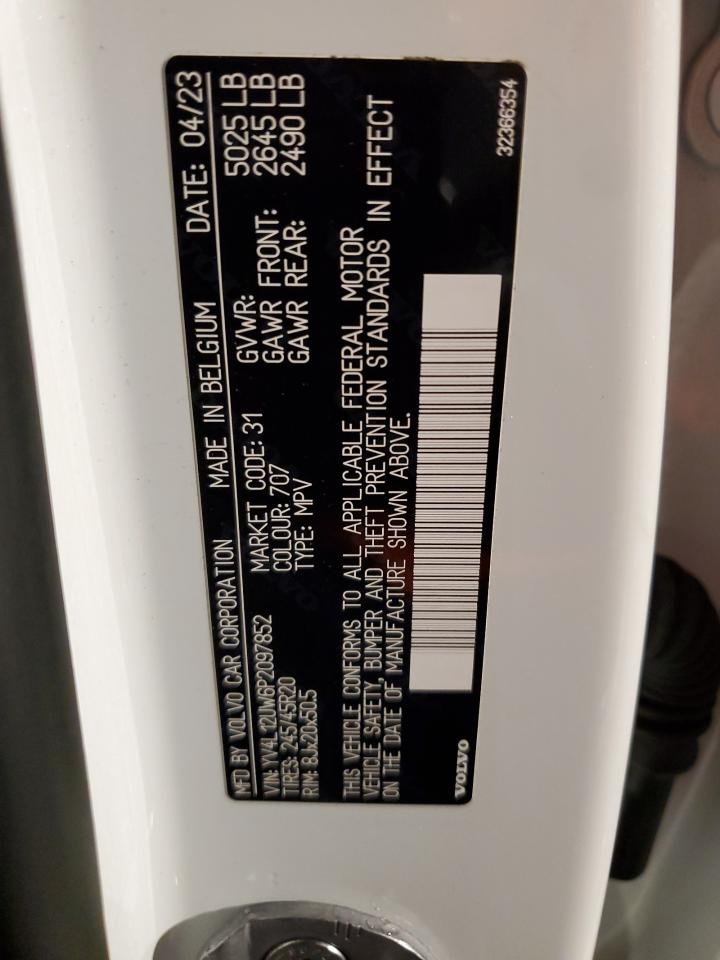 MFD BY VOLVO CAR CORPORATION MADE IN BELGIUM DATE: 04/23
VIN: YV4L12UW6P2097852 MARKET CODE: 31 GVWR: 5025 LB
TIRES: 245/45R20 COLOUR: 707 GAWR FRONT: 2645 LB
RIM: 8Jx20x50.5 TYPE: MPV GAWR REAR: 2490 LB
THIS VEHICLE CONFORMS TO ALL APPLICABLE FEDERAL MOTOR
VEHICLE SAFETY, BUMPER AND THEFT PREVENTION STANDARDS IN EFFECT
ON THE DATE OF MANUFACTURE SHOWN ABOVE.
VOLVO 32366354